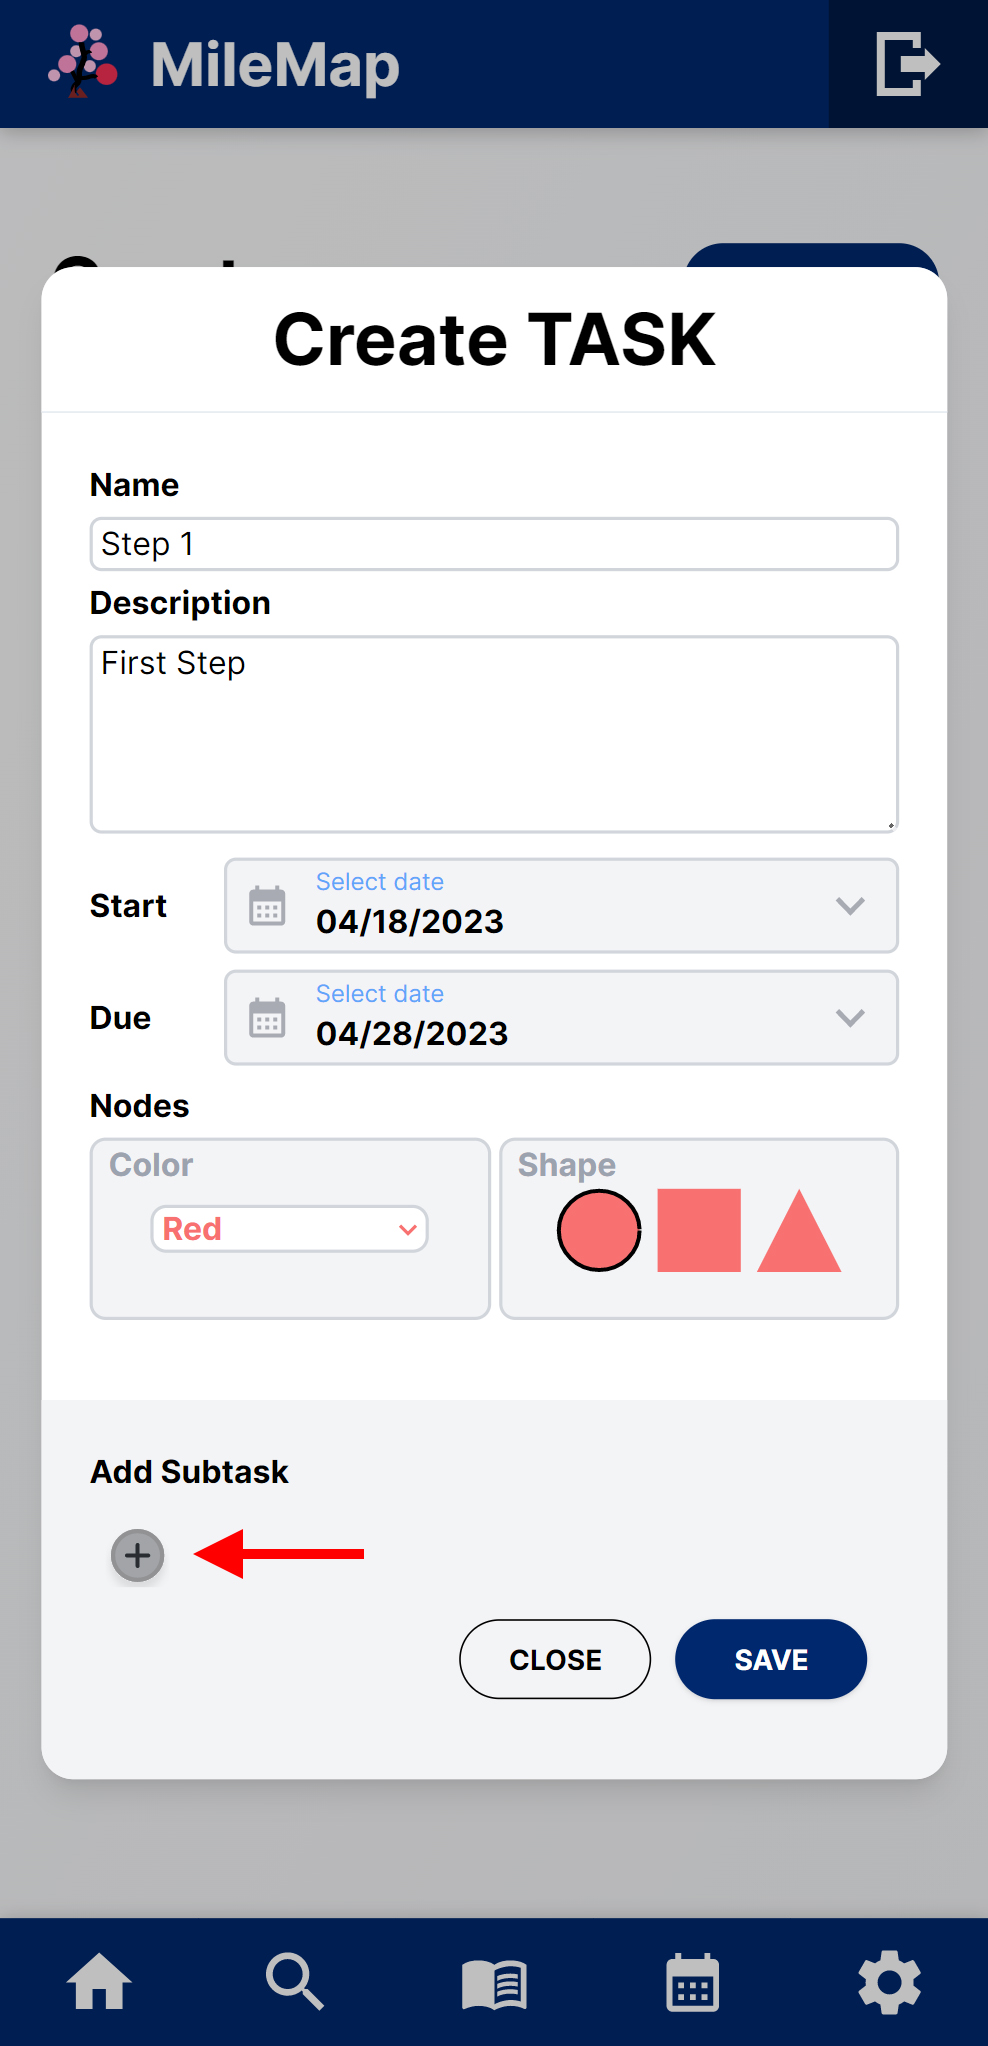 MileMap
Create TASK
Name
Step 1
Description
First Step
Start
Select date
04/18/2023
Due
Select date
04/28/2023
Nodes
Color
Shape
Red
Add Subtask
CLOSE
SAVE